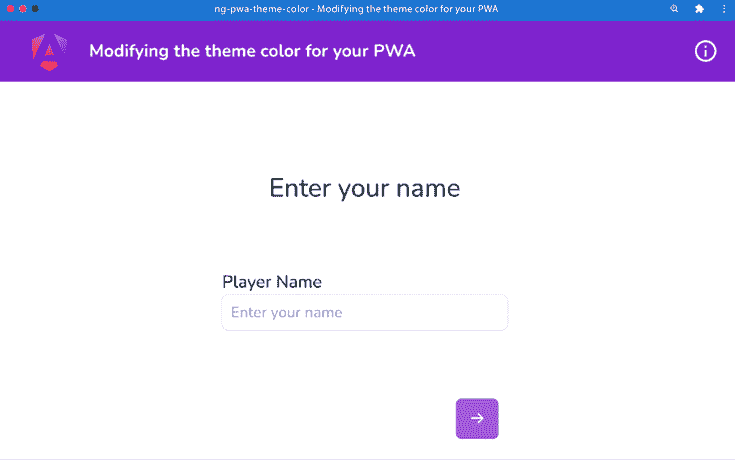 ng-pwa-theme-color - Modifying the theme color for your PWA
Modifying the theme color for your PWA
Enter your name
Player Name
Enter your name